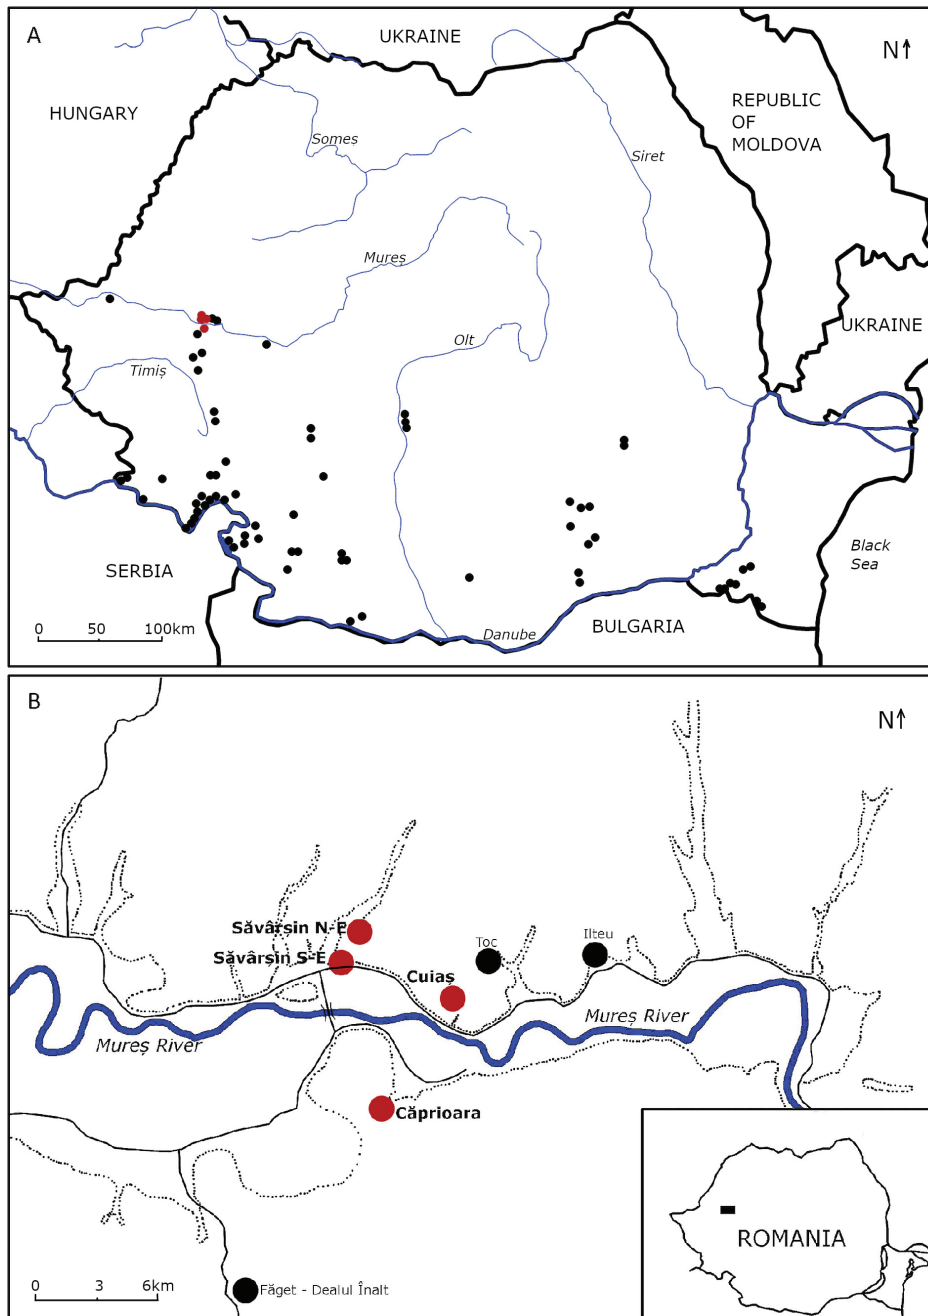 A
UKRAINE
N↑
HUNGARY
REPUBLIC
OF
MOLDOVA
Someș
Siret
Mureș
UKRAINE
Olt
Timiș
Black
Sea
SERBIA
0 50 100km
Danube
BULGARIA
B
N↑
Săvârșin N-E
Săvârșin S-E
Toc
Ilteu
Cuiaș
Mureș River
Mureș River
Căprioara
ROMANIA
0 3 6km
Făget - Dealul Înalt